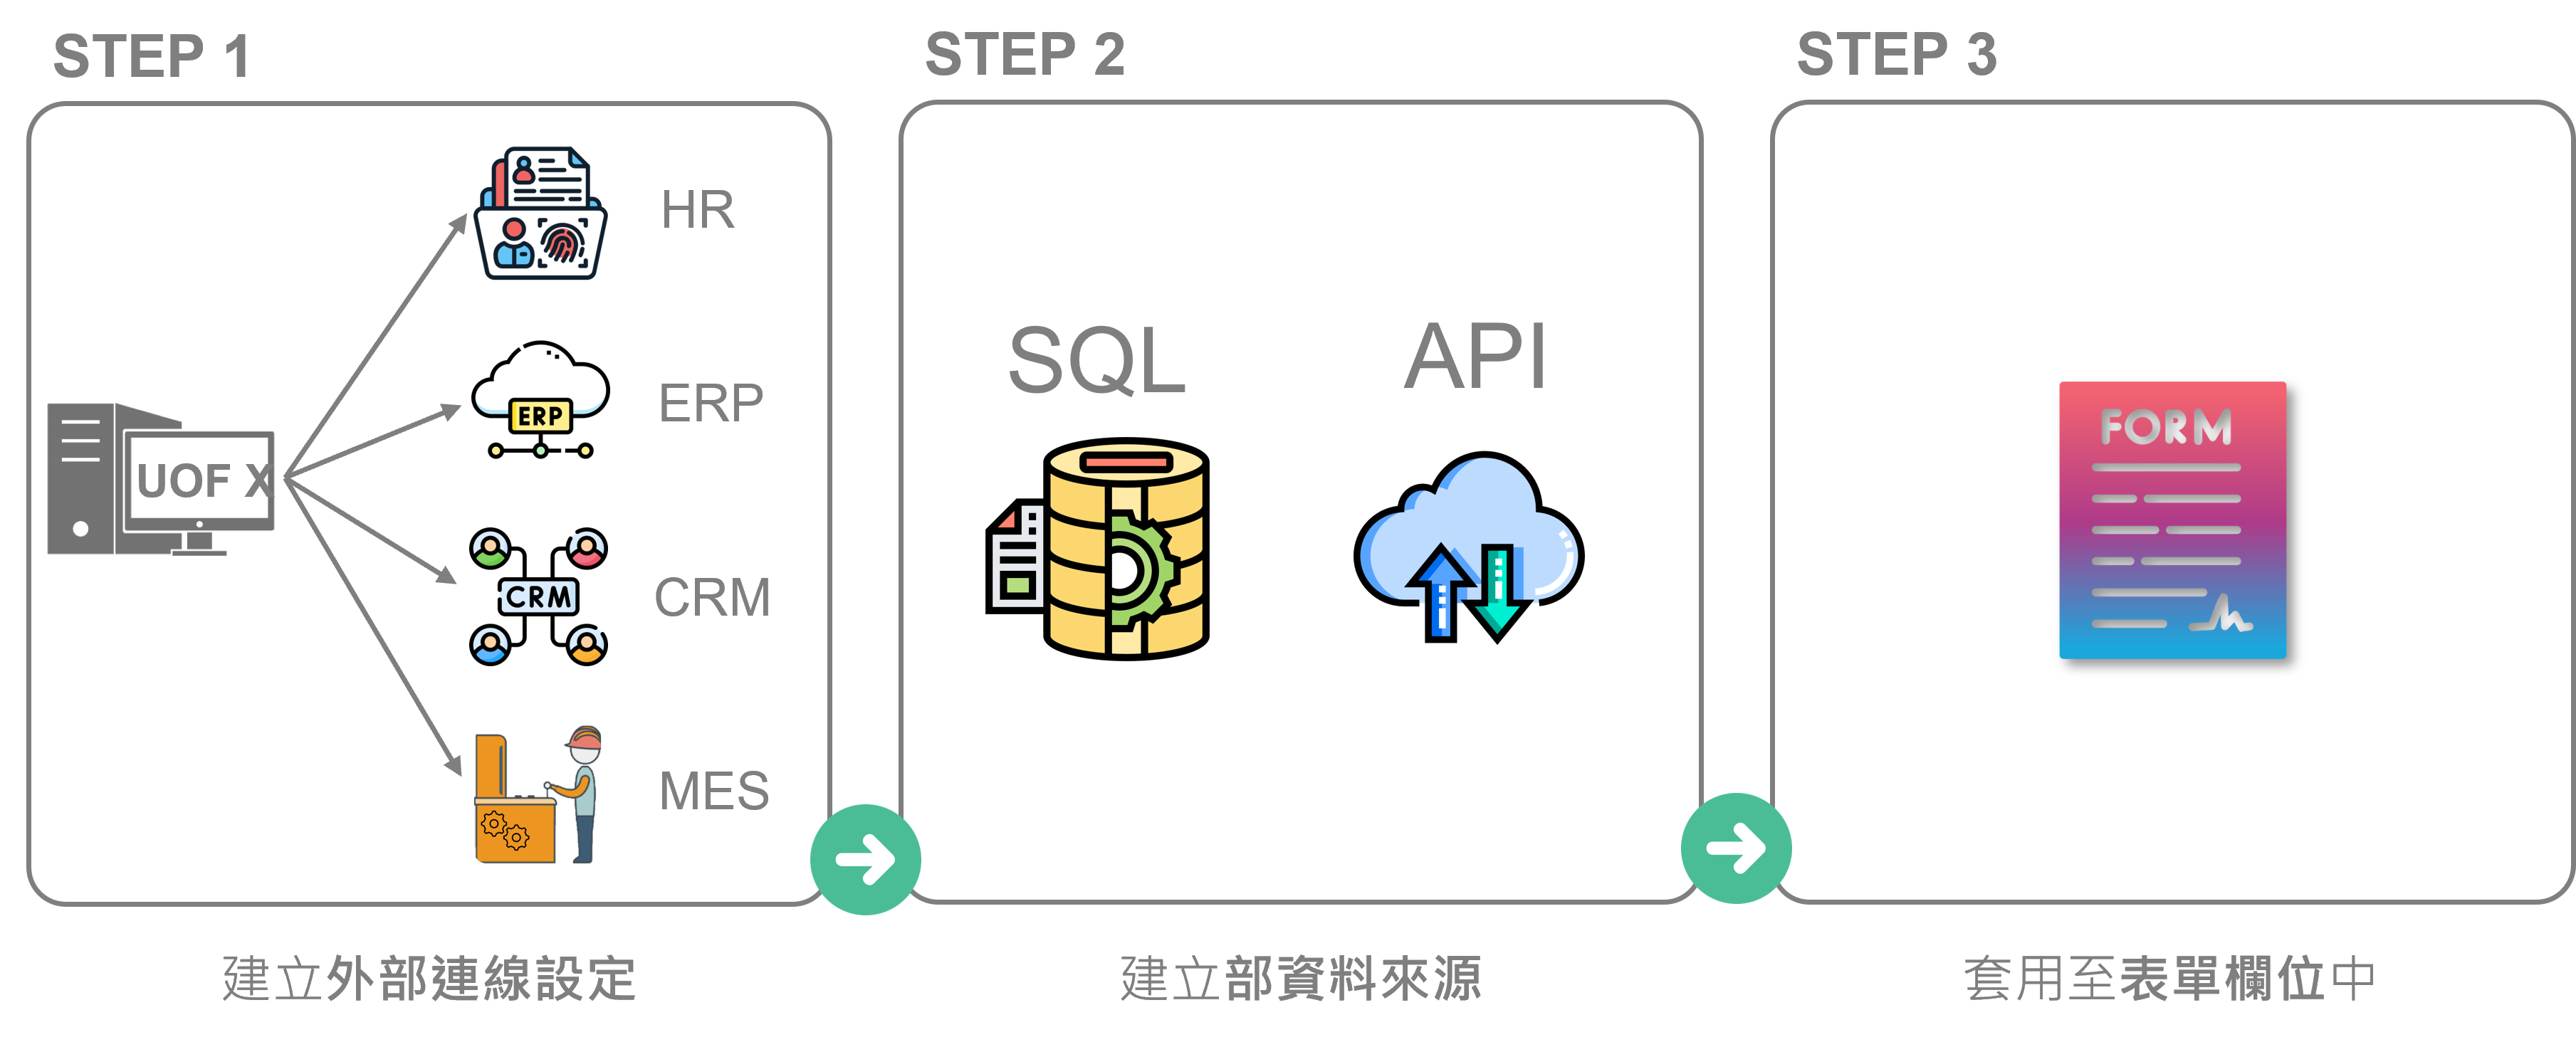 STEP 1
STEP 2
STEP 3
HR
ERP
ERP
UOF X
CRM
CRM
MES
SQL
API
FORM
建立外部連線設定
建立部資料來源
套用至表單欄位中